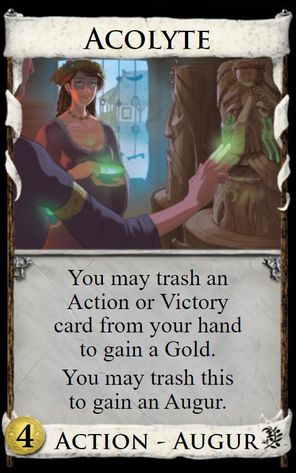 ACOLYTE
You may trash an
Action or Victory
card from your hand
to gain a Gold.
You may trash this
to gain an Augur.
4
ACTION - AUGUR